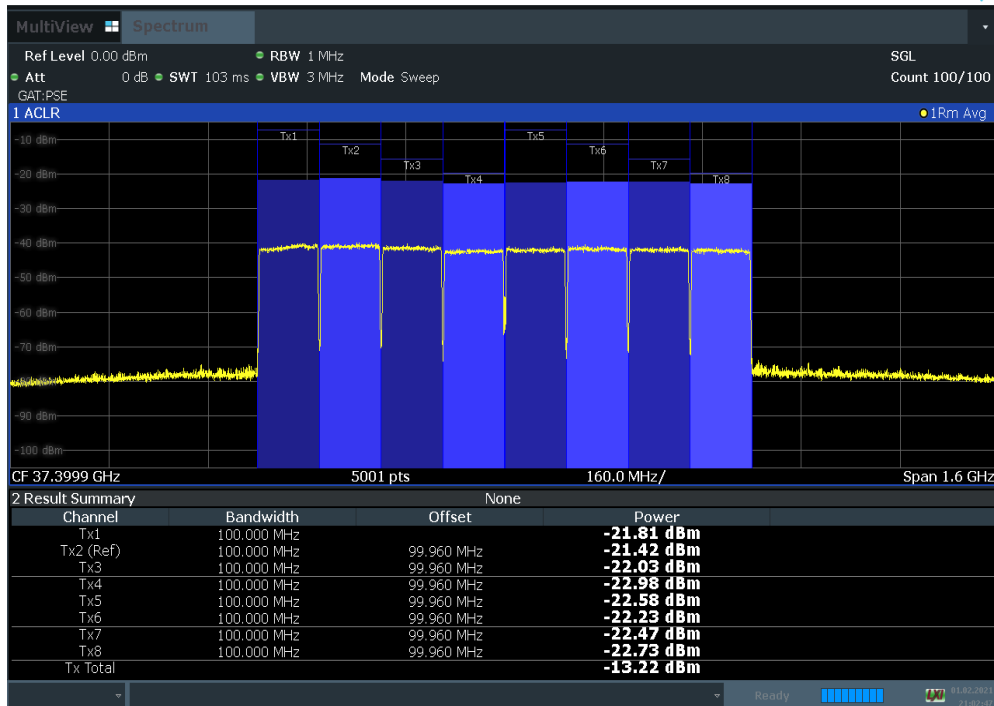 MultiView Spectrum
Ref Level 0.00 dBm RBW 1 MHz SGL
Att 0 dB SWT 103 ms VBW 3 MHz Mode Sweep Count 100/100
GAT:PSE
1 ACLR 1Rm Avg
-10 dBm
Tx1 Tx5
Tx2 Tx6
Tx3 Tx7
-20 dBm
Tx4 Tx8
-30 dBm
-40 dBm
-50 dBm
-60 dBm
-70 dBm
-90 dBm
-100 dBm
CF 37.3999 GHz 5001 pts 160.0 MHz/ Span 1.6 GHz
2 Result Summary None
Channel Bandwidth Offset Power
Tx1 100.000 MHz -21.81 dBm
Tx2 (Ref) 100.000 MHz 99.960 MHz -21.42 dBm
Tx3 100.000 MHz 99.960 MHz -22.03 dBm
Tx4 100.000 MHz 99.960 MHz -22.98 dBm
Tx5 100.000 MHz 99.960 MHz -22.58 dBm
Tx6 100.000 MHz 99.960 MHz -22.23 dBm
Tx7 100.000 MHz 99.960 MHz -22.47 dBm
Tx8 100.000 MHz 99.960 MHz -22.73 dBm
Tx Total -13.22 dBm
Ready LXI 01.02.2021
21:02:47